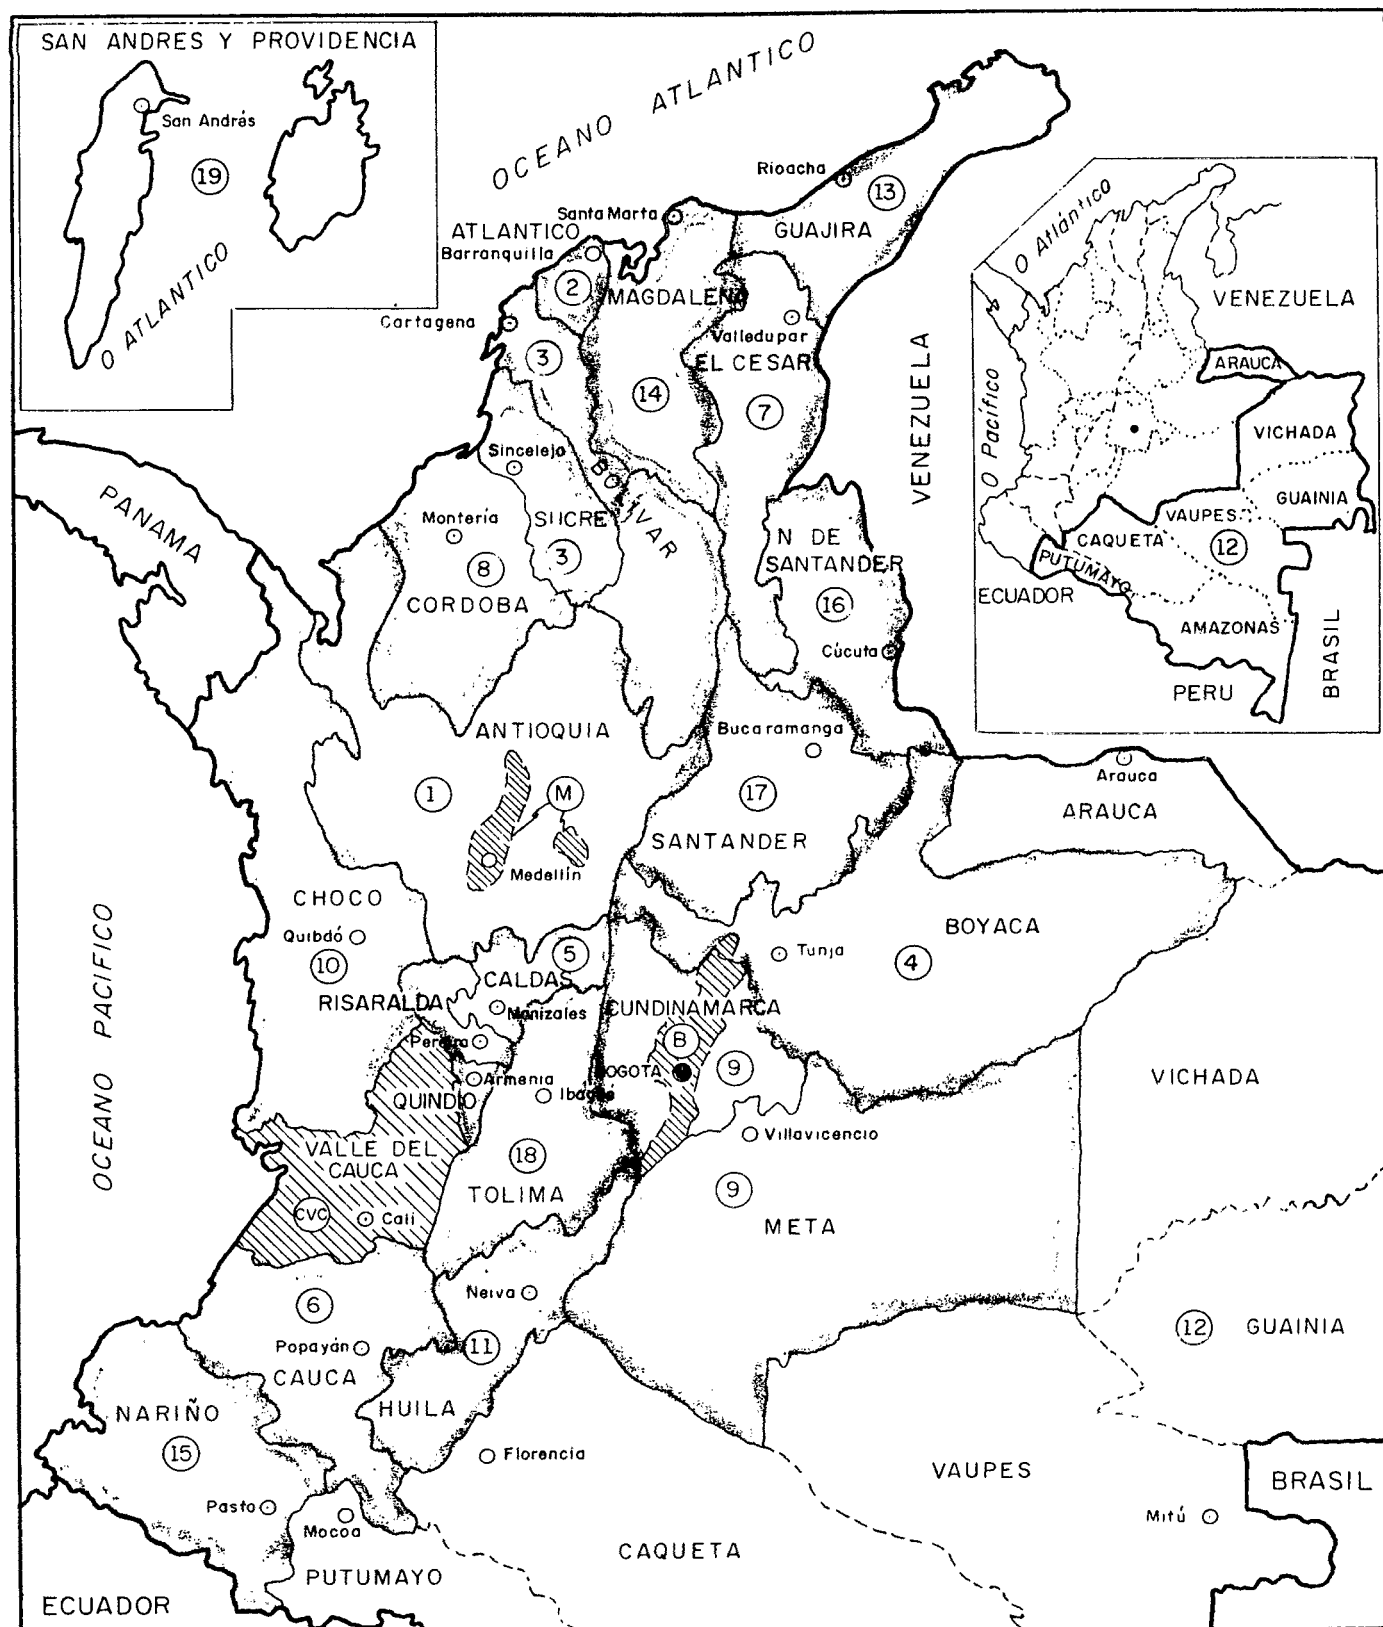 SAN ANDRES Y PROVIDENCIA
San Andrés
19
O ATLANTICO
OCEANO ATLANTICO
Rioacha
13
GUAJIRA
Santa Marta
ATLANTICO
Barranquilla
2
MAGDALENA
Cartagena
3
Valledupar
EL CESAR
14
7
VENEZUELA
Sincelejo
BOLIVAR
PANAMA
Montería
SUCRE
8
3
CORDOBA
N DE
SANTANDER
16
Cúcuta
O Atlántico
VENEZUELA
ARAUCA
O Pacífico
VICHADA
GUAINIA
VAUPES
CAQUETA
12
PUTUMAYO
ECUADOR
AMAZONAS
BRASIL
PERU
ANTIOQUIA
Bucaramanga
Arauca
1
M
17
ARAUCA
SANTANDER
Medellín
CHOCO
BOYACA
Quibdó
10
5
Tunja
4
CALDAS
RISARALDA
Manizales
CUNDINAMARCA
Pereira
B
9
BOGOTA
Armenia
Ibagué
QUINDIO
VICHADA
OCEANO PACIFICO
Villavicencio
VALLE DEL
CAUCA
18
TOLIMA
9
META
CVC
Cali
6
Neiva
11
12
GUAINIA
Popayán
CAUCA
HUILA
NARIÑO
15
Florencia
VAUPES
BRASIL
Pasto
Mocoa
Mitú
CAQUETA
PUTUMAYO
ECUADOR